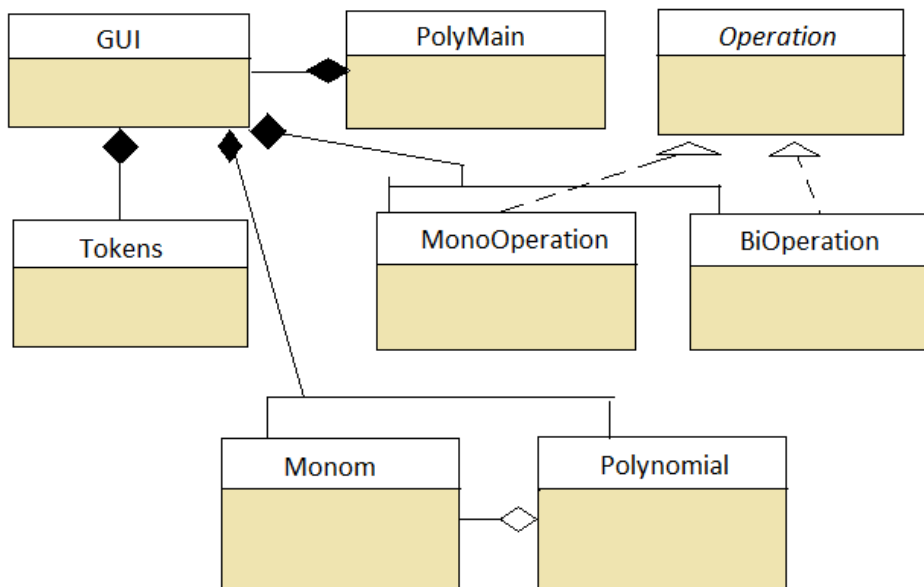 GUI
PolyMain
Operation
Tokens
MonoOperation
BiOperation
Monom
Polynomial